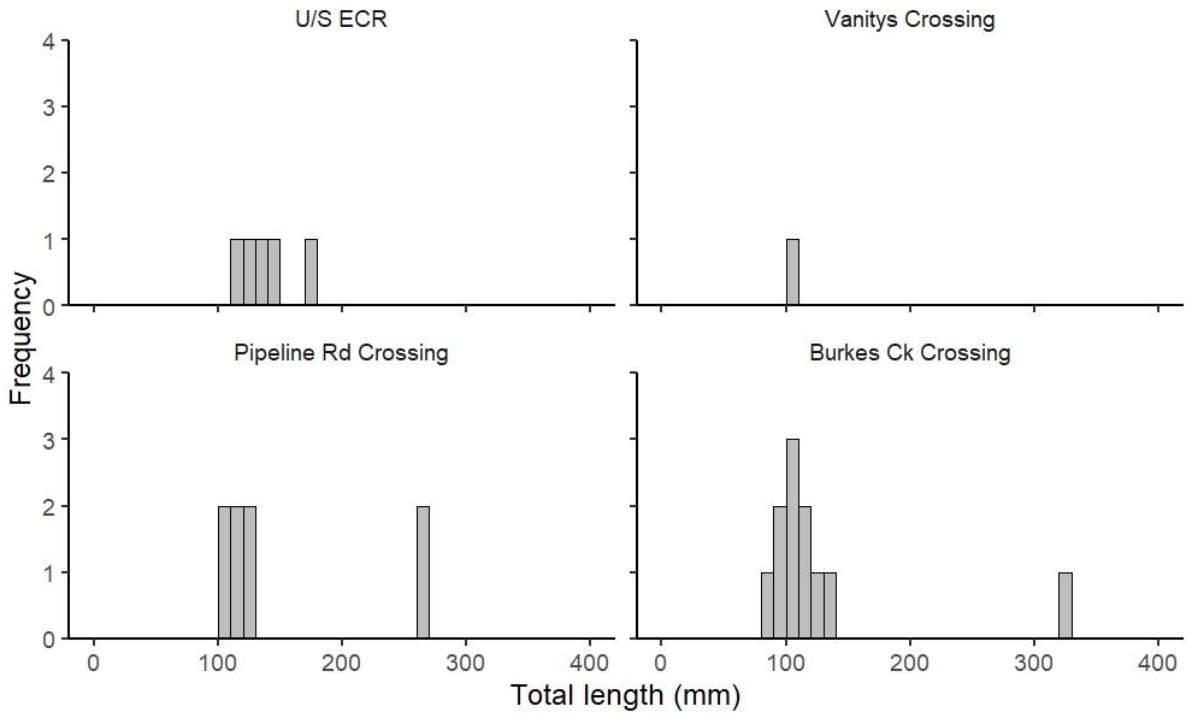 U/S ECR
Vanitys Crossing
4
3
2
1
0
Pipeline Rd Crossing
Burkes Ck Crossing
4
3
2
1
0
0 100 200 300 400
0 100 200 300 400
Frequency
Total length (mm)